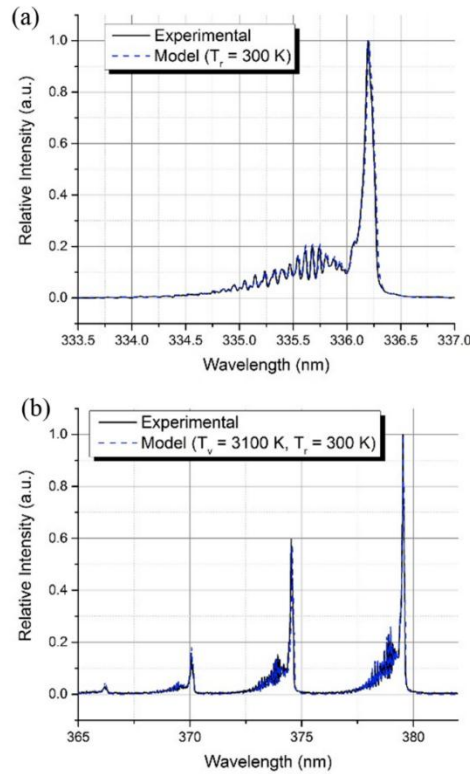 (a)
Experimental
Model (Tr = 300 K)
Relative Intensity (a.u.)
1.0
0.8
0.6
0.4
0.2
0.0
333.5 334.0 334.5 335.0 335.5 336.0 336.5 337.0
Wavelength (nm)
(b)
Experimental
Model (Tv = 3100 K, Tr = 300 K)
Relative Intensity (a.u.)
1.0
0.8
0.6
0.4
0.2
0.0
365 370 375 380
Wavelength (nm)